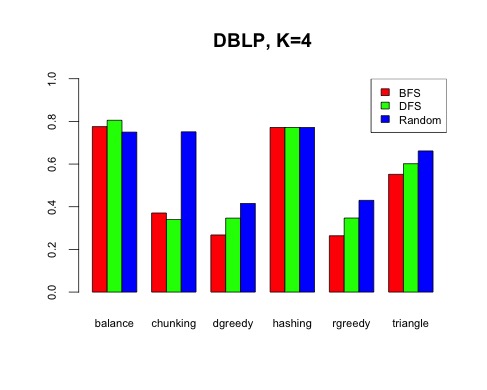 DBLP, K=4
BFS
DFS
Random
1.0
0.8
0.6
0.4
0.2
0.0
balance chunking dgreedy hashing rgreedy triangle